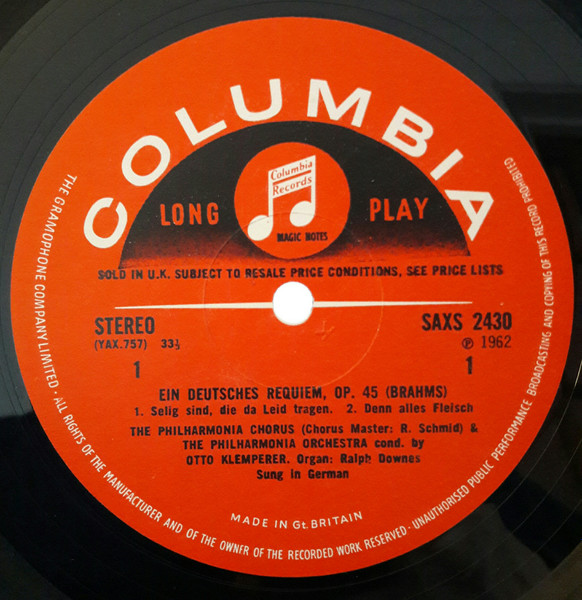 COLUMBIA
Columbia
Records
LONG PLAY
MAGIC NOTES
SOLD IN U.K. SUBJECT TO RESALE PRICE CONDITIONS, SEE PRICE LISTS
STEREO SAXS 2430
(YAX.757) 33⅓ ℗ 1962
1 1
EIN DEUTSCHES REQUIEM, OP. 45 (BRAHMS)
1. Selig sind, die da Leid tragen. 2. Denn alles Fleisch
THE PHILHARMONIA CHORUS (Chorus Master: R. Schmid) &
THE PHILHARMONIA ORCHESTRA cond. by
OTTO KLEMPERER. Organ: Ralph Downes
Sung in German
MADE IN Gt. BRITAIN
THE GRAMOPHONE COMPANY LIMITED · ALL RIGHTS OF THE MANUFACTURER AND OF THE OWNER OF THE RECORDED WORK RESERVED · UNAUTHORISED PUBLIC PERFORMANCE BROADCASTING AND COPYING OF THIS RECORD PROHIBITED